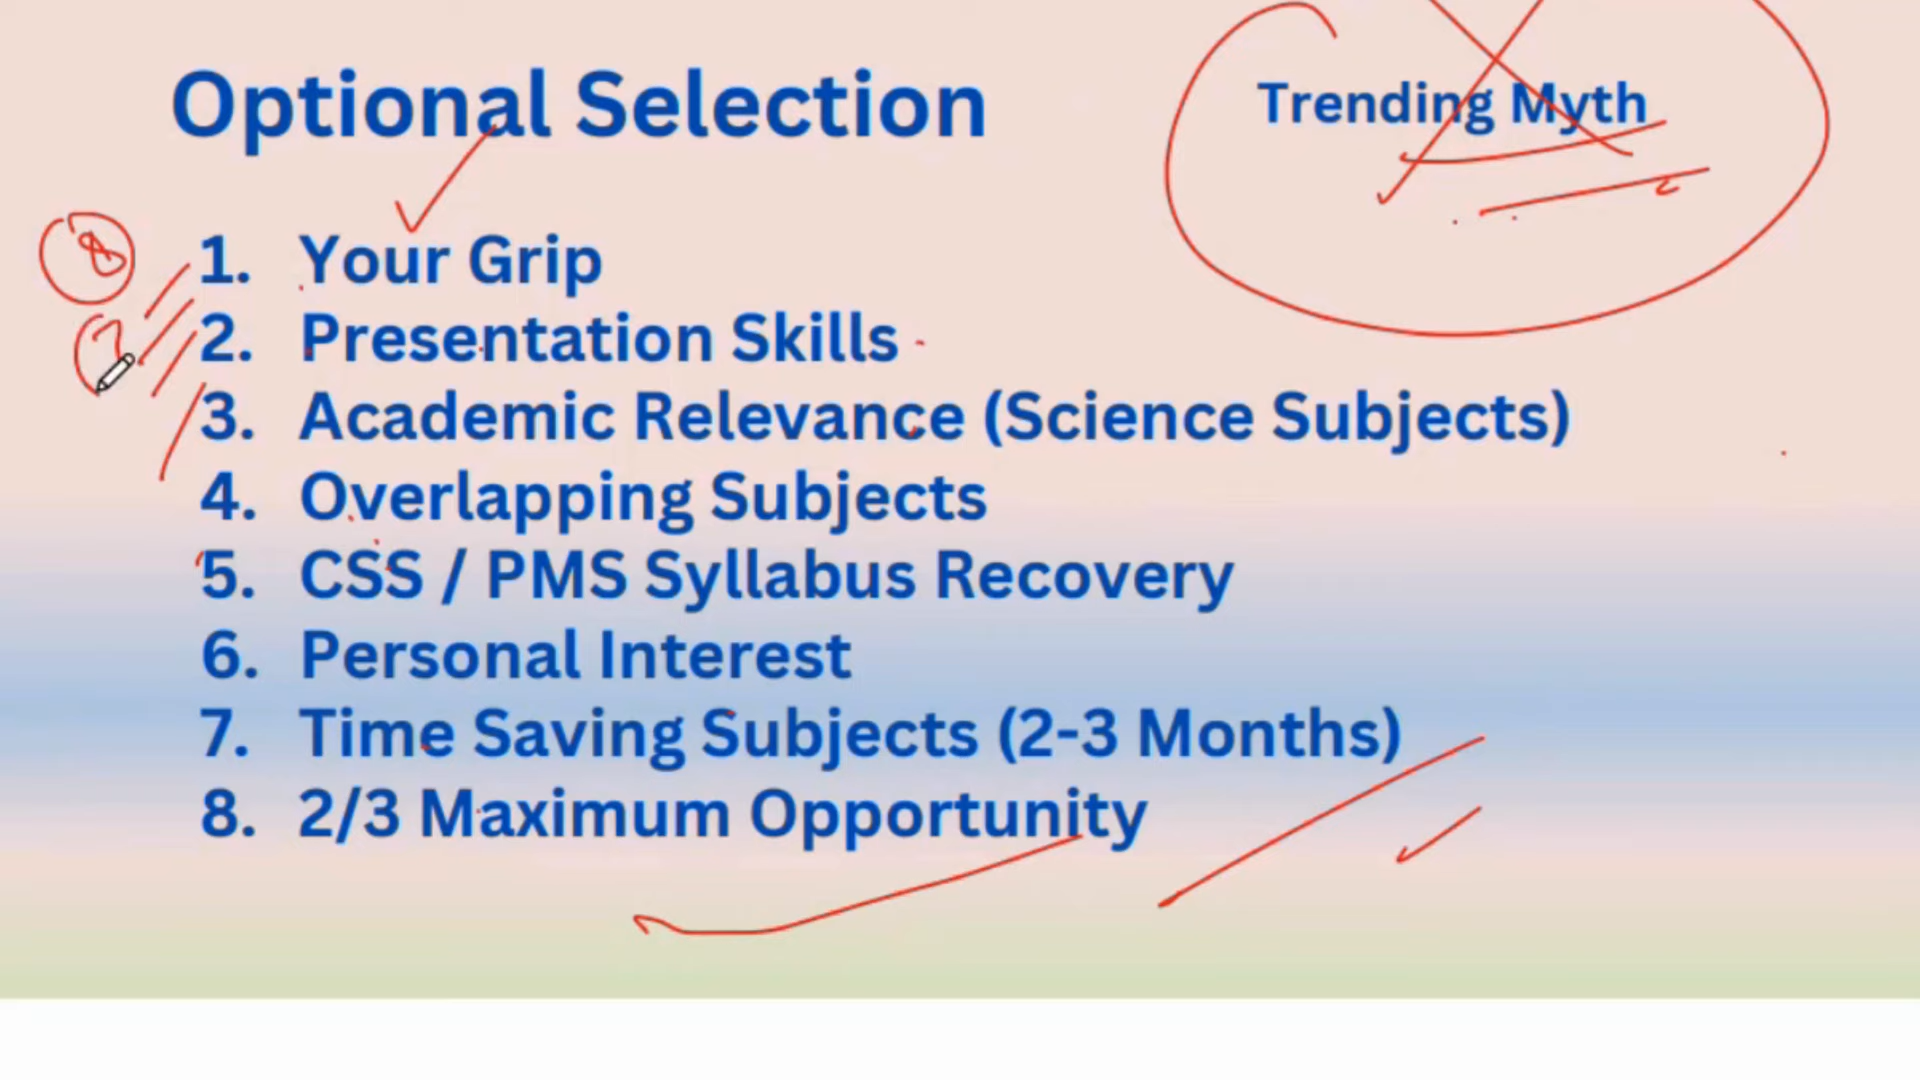 Optional Selection
Trending Myth
8
7
1. Your Grip
2. Presentation Skills
3. Academic Relevance (Science Subjects)
4. Overlapping Subjects
5. CSS / PMS Syllabus Recovery
6. Personal Interest
7. Time Saving Subjects (2-3 Months)
8. 2/3 Maximum Opportunity